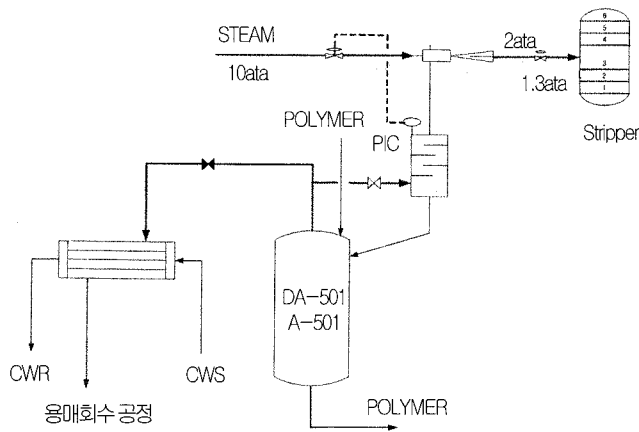 STEAM
10ata
2ata
1.3ata
6
5
4
3
2
1
Stripper
POLYMER
PIC
DA-501
A-501
CWR
CWS
용매회수 공정
POLYMER